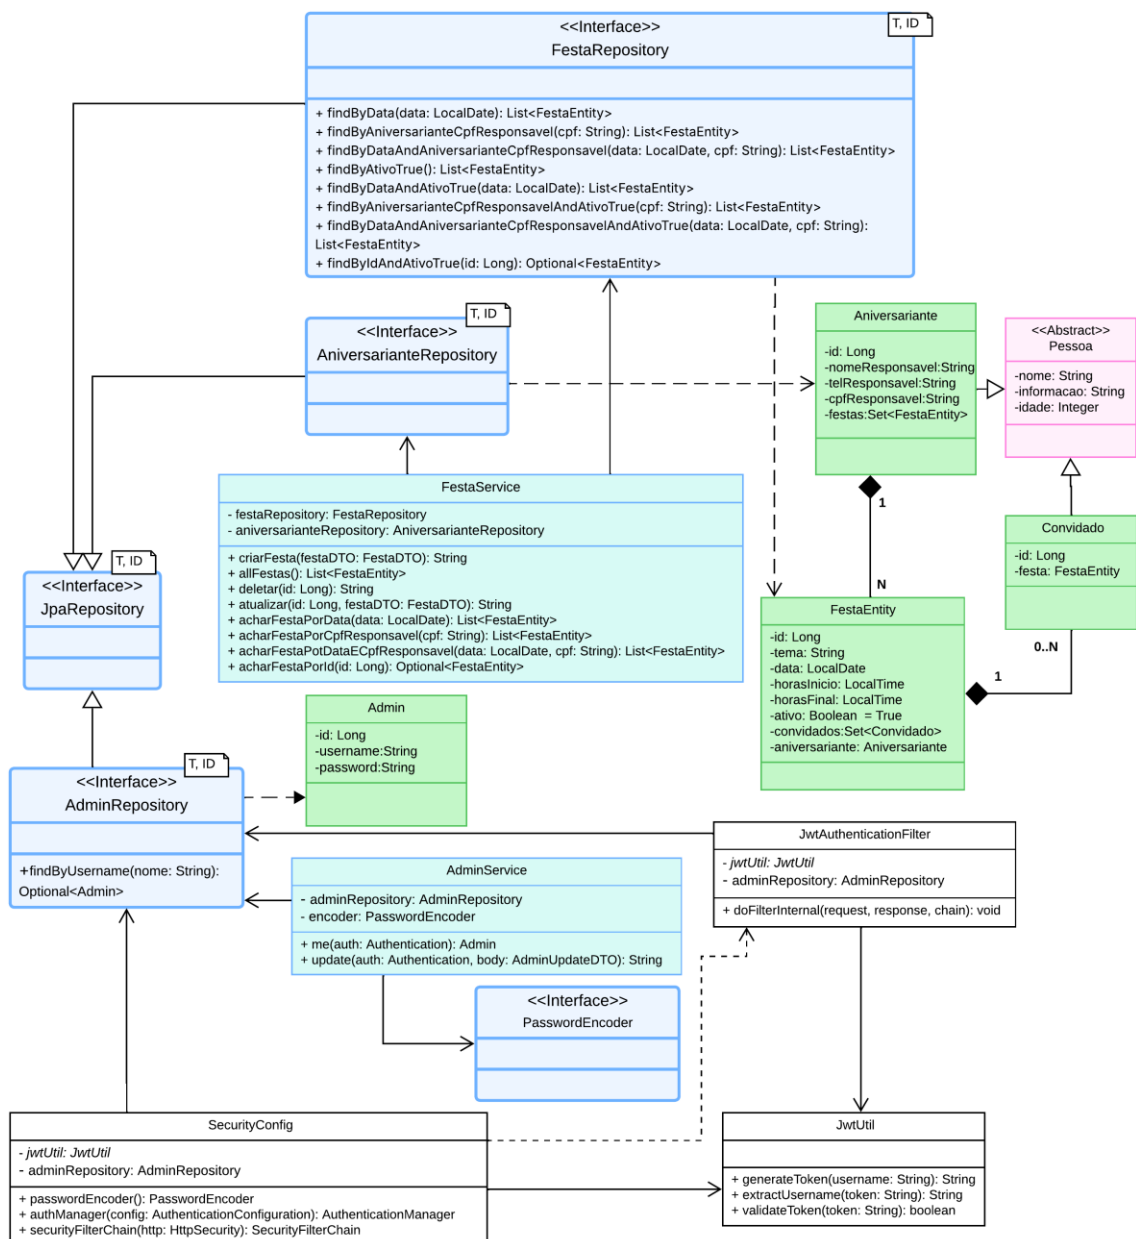 <<Interface>>
FestaRepository
T, ID
+ findByData(data: LocalDate): List<FestaEntity>
+ findByAniversarianteCpfResponsavel(cpf: String): List<FestaEntity>
+ findByDataAndAniversarianteCpfResponsavel(data: LocalDate, cpf: String): List<FestaEntity>
+ findByAtivoTrue(): List<FestaEntity>
+ findByDataAndAtivoTrue(data: LocalDate): List<FestaEntity>
+ findByAniversarianteCpfResponsavelAndAtivoTrue(cpf: String): List<FestaEntity>
+ findByDataAndAniversarianteCpfResponsavelAndAtivoTrue(data: LocalDate, cpf: String):
List<FestaEntity>
+ findByIdAndAtivoTrue(id: Long): Optional<FestaEntity>
<<Interface>>
AniversarianteRepository
T, ID
Aniversariante
-id: Long
-nomeResponsavel:String
-telResponsavel:String
-cpfResponsavel:String
-festas:Set<FestaEntity>
<<Abstract>>
Pessoa
-nome: String
-informacao: String
-idade: Integer
FestaService
- festaRepository: FestaRepository
- aniversarianteRepository: AniversarianteRepository
+ criarFesta(festaDTO: FestaDTO): String
+ allFestas(): List<FestaEntity>
+ deletar(id: Long): String
+ atualizar(id: Long, festaDTO: FestaDTO): String
+ acharFestaPorData(data: LocalDate): List<FestaEntity>
+ acharFestaPorCpfResponsavel(cpf: String): List<FestaEntity>
+ acharFestaPotDataECpfResponsavel(data: LocalDate, cpf: String): List<FestaEntity>
+ acharFestaPorId(id: Long): Optional<FestaEntity>
1
N
Convidado
-id: Long
-festa: FestaEntity
0..N
1
<<Interface>>
JpaRepository
T, ID
FestaEntity
-id: Long
-tema: String
-data: LocalDate
-horasInicio: LocalTime
-horasFinal: LocalTime
-ativo: Boolean = True
-convidados:Set<Convidado>
-aniversariante: Aniversariante
Admin
-id: Long
-username:String
-password:String
<<Interface>>
AdminRepository
T, ID
+findByUsername(nome: String):
Optional<Admin>
JwtAuthenticationFilter
- jwtUtil: JwtUtil
- adminRepository: AdminRepository
+ doFilterInternal(request, response, chain): void
AdminService
- adminRepository: AdminRepository
- encoder: PasswordEncoder
+ me(auth: Authentication): Admin
+ update(auth: Authentication, body: AdminUpdateDTO): String
<<Interface>>
PasswordEncoder
SecurityConfig
- jwtUtil: JwtUtil
- adminRepository: AdminRepository
+ passwordEncoder(): PasswordEncoder
+ authManager(config: AuthenticationConfiguration): AuthenticationManager
+ securityFilterChain(http: HttpSecurity): SecurityFilterChain
JwtUtil
+ generateToken(username: String): String
+ extractUsername(token: String): String
+ validateToken(token: String): boolean